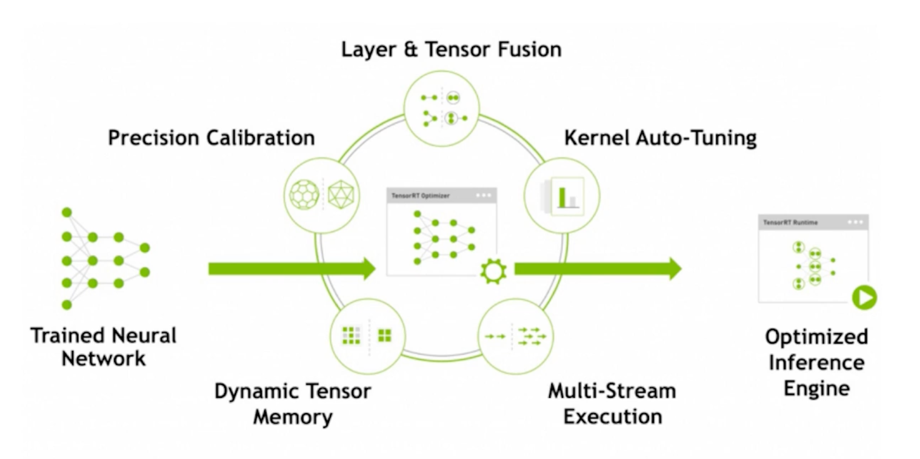 Layer & Tensor Fusion
Precision Calibration
Kernel Auto-Tuning
TensorRT Optimizer
TensorRT Runtime
Trained Neural
Network
Optimized
Inference
Engine
Dynamic Tensor
Memory
Multi-Stream
Execution